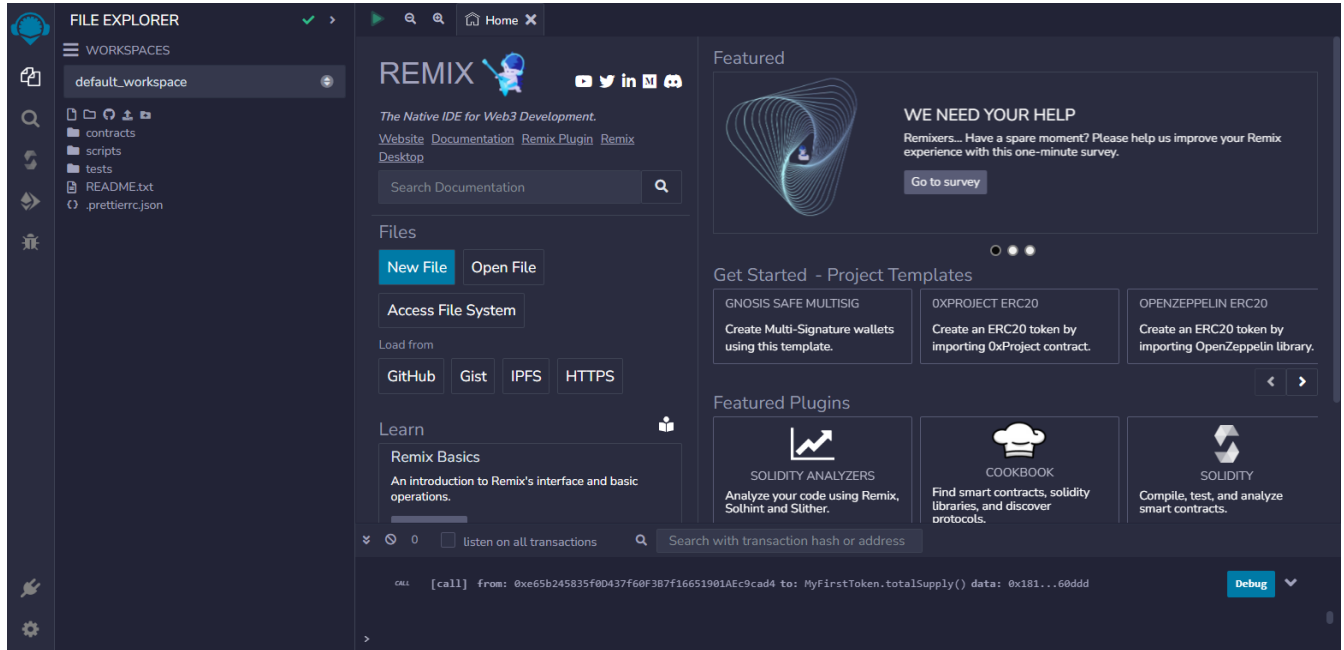 FILE EXPLORER
WORKSPACES
default_workspace
contracts
scripts
tests
README.txt
.prettierrc.json
Home
REMIX
The Native IDE for Web3 Development.
Website Documentation Remix Plugin Remix
Desktop
Search Documentation
Files
New File Open File
Access File System
Load from
GitHub Gist IPFS HTTPS
Learn
Remix Basics
An introduction to Remix's interface and basic
operations.
Featured
WE NEED YOUR HELP
Remixers... Have a spare moment? Please help us improve your Remix
experience with this one-minute survey.
Go to survey
Get Started - Project Templates
GNOSIS SAFE MULTISIG
Create Multi-Signature wallets
using this template.
0XPROJECT ERC20
Create an ERC20 token by
importing 0xProject contract.
OPENZEPPELIN ERC20
Create an ERC20 token by
importing OpenZeppelin library.
Featured Plugins
SOLIDITY ANALYZERS
Analyze your code using Remix,
Solhint and Slither.
COOKBOOK
Find smart contracts, solidity
libraries, and discover
protocols.
SOLIDITY
Compile, test, and analyze
smart contracts.
0 listen on all transactions Search with transaction hash or address
CALL [call] from: 0xe65b245835f0D437f60F3B7f16651901AEc9cad4 to: MyFirstToken.totalSupply() data: 0x181...60ddd Debug
>